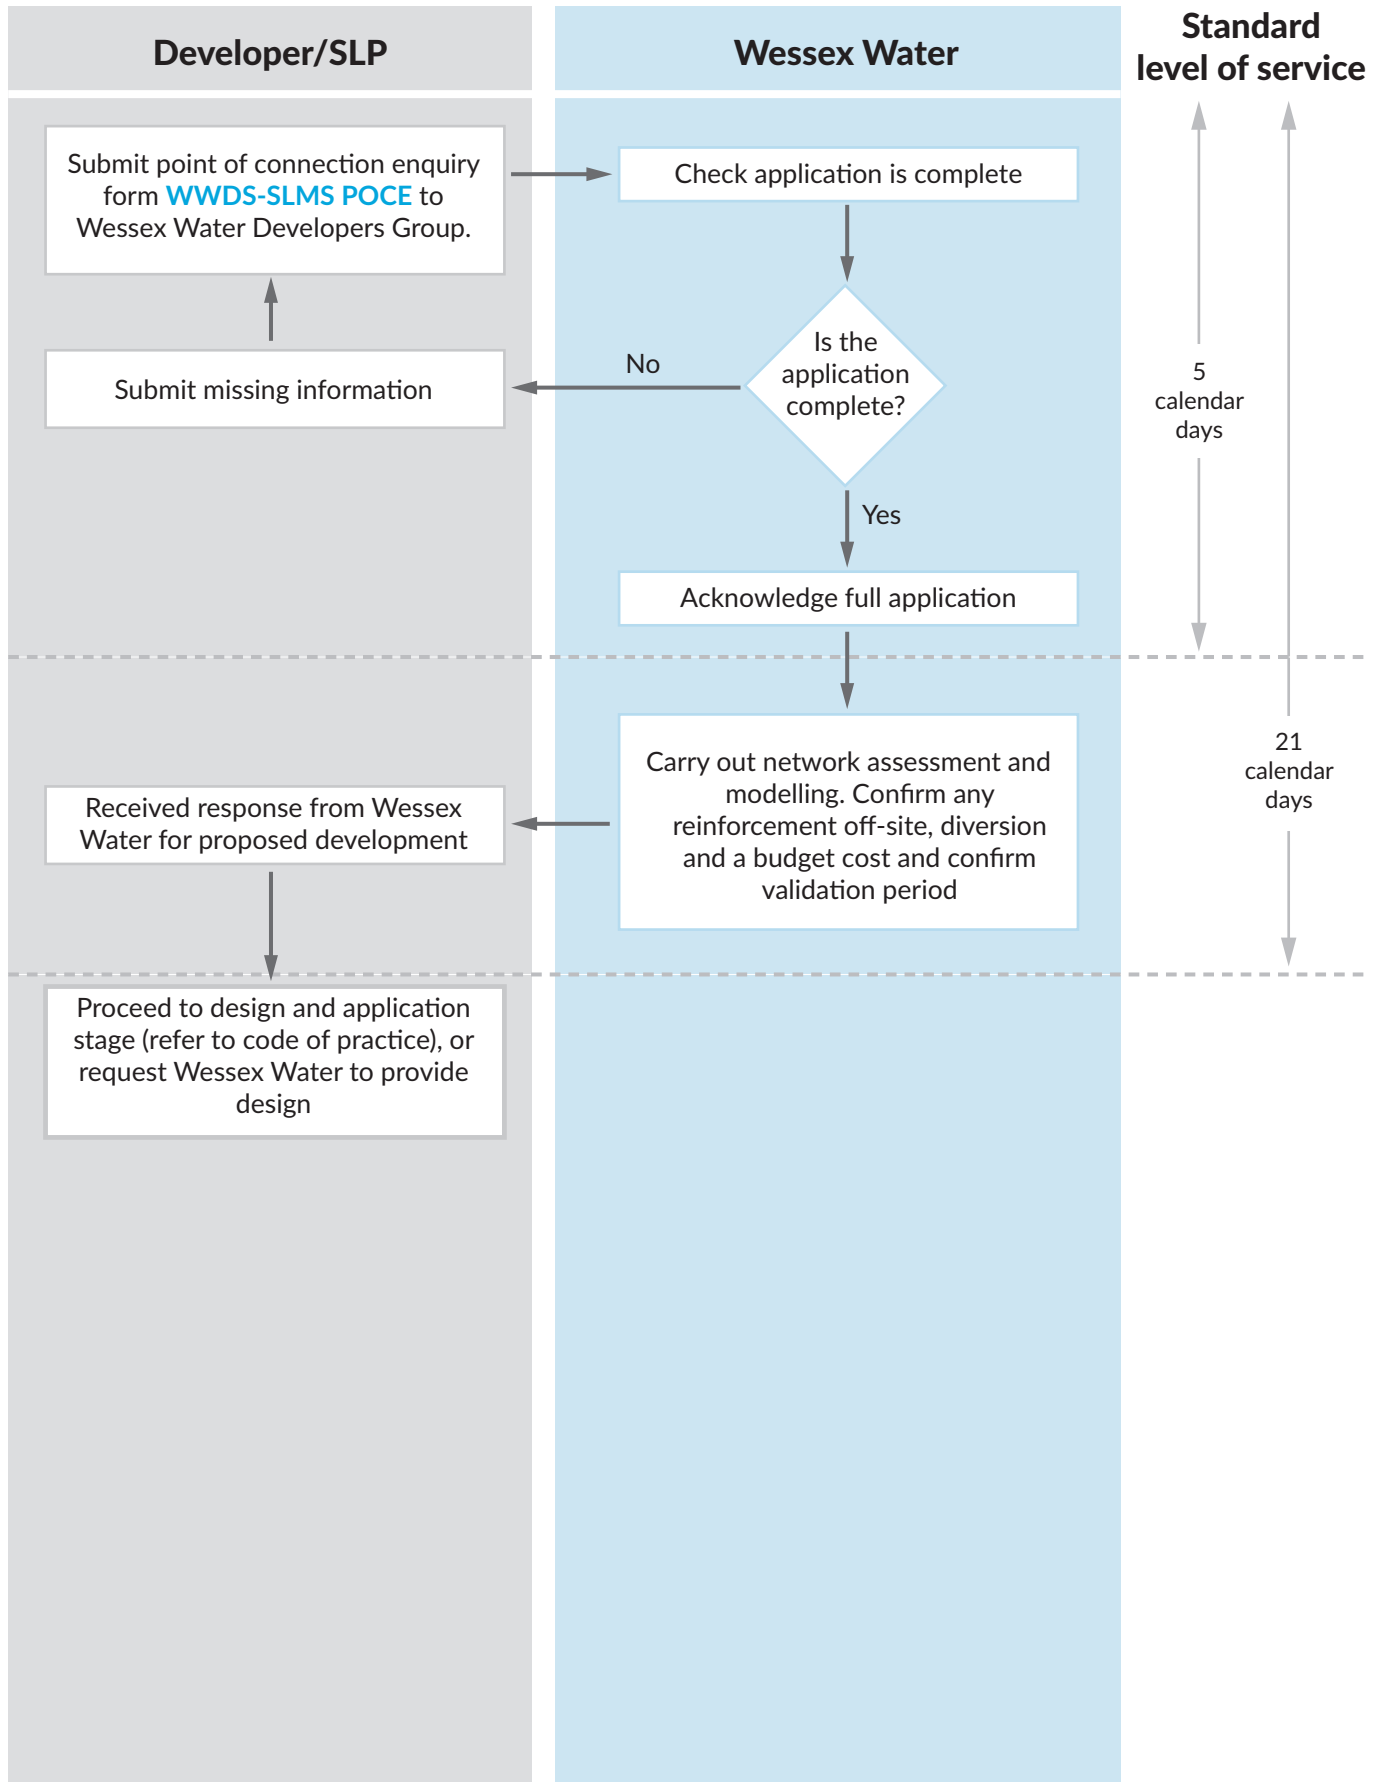 Developer/SLP
Wessex Water
Standard
level of service
Submit point of connection enquiry
form WWDS-SLMS POCE to
Wessex Water Developers Group.
Check application is complete
Is the
application
complete?
No
Submit missing information
5
calendar
days
Yes
Acknowledge full application
Carry out network assessment and
modelling. Confirm any
reinforcement off-site, diversion
and a budget cost and confirm
validation period
21
calendar
days
Received response from Wessex
Water for proposed development
Proceed to design and application
stage (refer to code of practice), or
request Wessex Water to provide
design